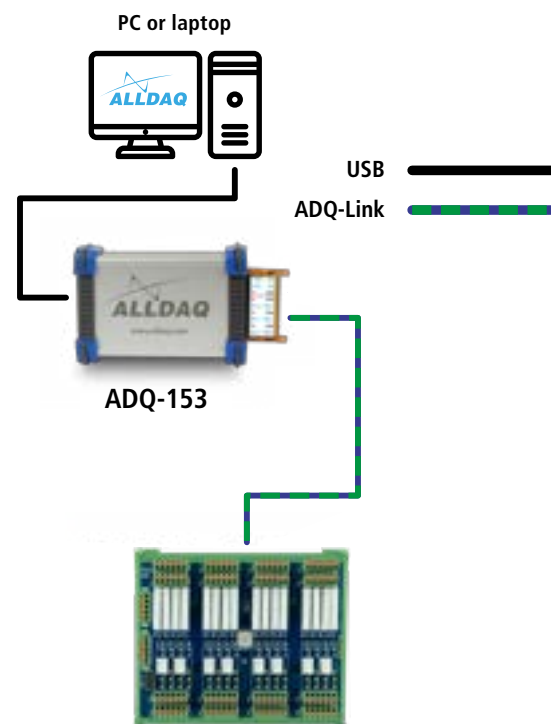 PC or laptop
ALLDAQ
USB
ADQ-Link
ALLDAQ
ADQ-153